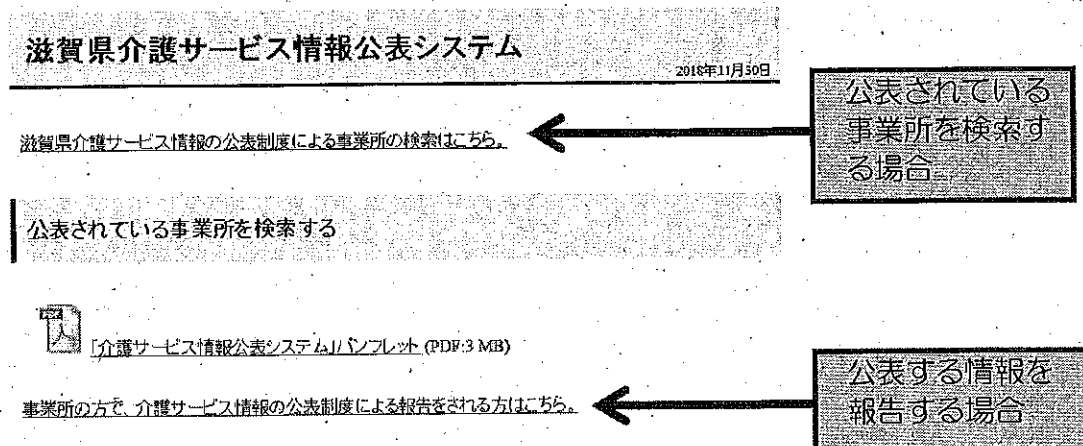 滋賀県介護サービス情報公表システム
2018年11月30日
滋賀県介護サービス情報の公表制度による事業所の検索はこちら。
公表されている
事業所を検索す
る場合
公表されている事業所を検索する
「介護サービス情報公表システム」パンフレット (PDF:3 MB)
事業所の方で、介護サービス情報の公表制度による報告をされる方はこちら。
公表する情報を
報告する場合